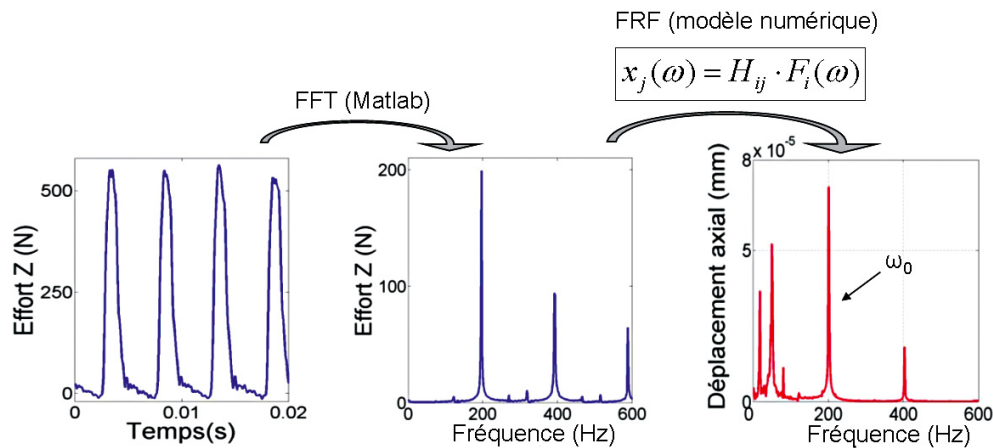 FRF (modèle numérique)
x_j(ω) = H_ij · F_i(ω)
FFT (Matlab)
Effort Z (N)
500
250
0
0
0.01
0.02
Temps(s)
Effort Z (N)
200
100
0
0
200
400
600
Fréquence (Hz)
Déplacement axial (mm)
8 x 10^-5
5
0
0
200
400
600
ω_0
Fréquence (Hz)